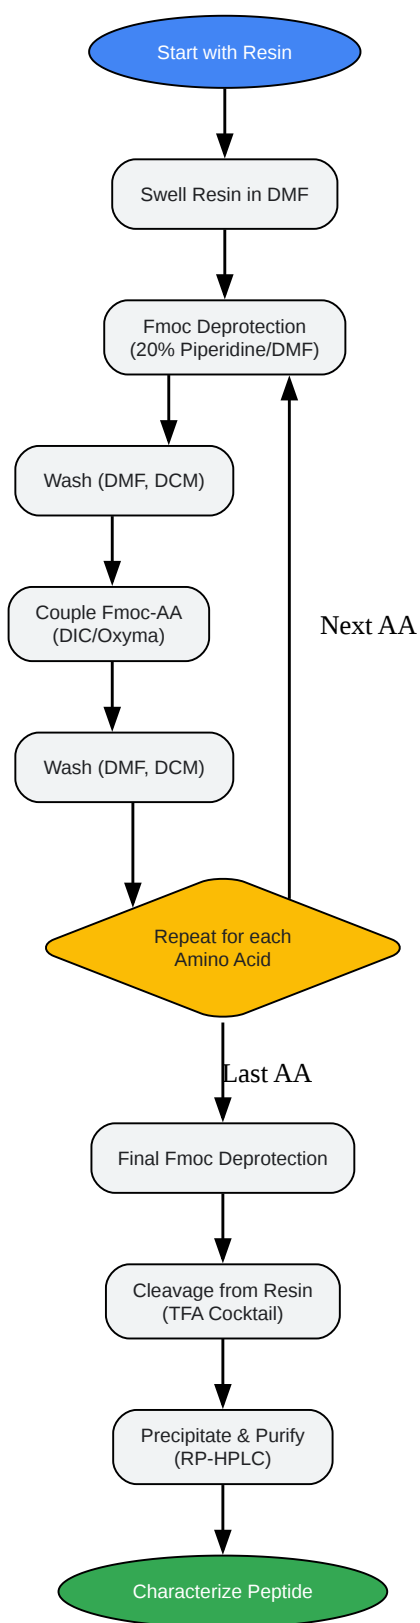 Start with Resin
Swell Resin in DMF
Fmoc Deprotection
(20% Piperidine/DMF)
Wash (DMF, DCM)
Couple Fmoc-AA
(DIC/Oxyma)
Next AA
Wash (DMF, DCM)
Repeat for each
Amino Acid
Last AA
Final Fmoc Deprotection
Cleavage from Resin
(TFA Cocktail)
Precipitate & Purify
(RP-HPLC)
Characterize Peptide